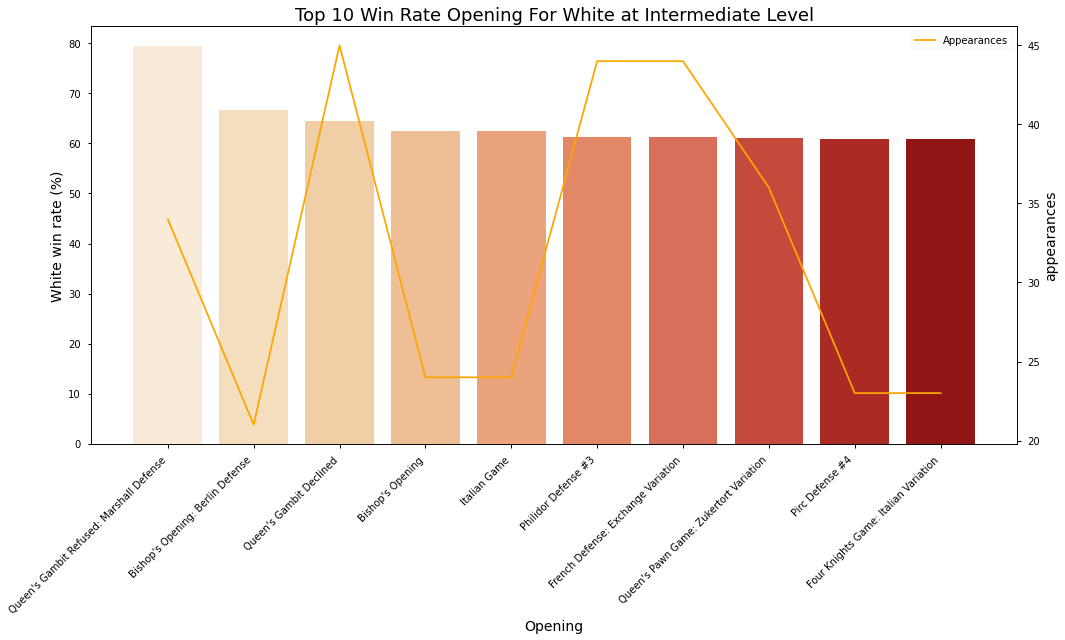 Top 10 Win Rate Opening For White at Intermediate Level
Appearances
80
70
60
50
40
30
20
10
0
White win rate (%)
45
40
35
30
25
20
appearances
Queen's Gambit Refused: Marshall Defense
Bishop's Opening: Berlin Defense
Queen's Gambit Declined
Bishop's Opening
Italian Game
Philidor Defense #3
French Defense: Exchange Variation
Queen's Pawn Game: Zukertort Variation
Pirc Defense #4
Four Knights Game: Italian Variation
Opening